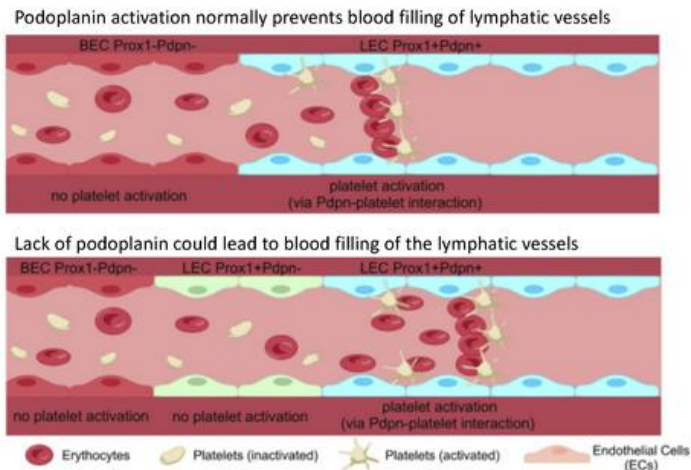 Podoplanin activation normally prevents blood filling of lymphatic vessels
BEC Prox1-Pdpn- LEC Prox1+Pdpn+
no platelet activation
platelet activation
(via Pdpn-platelet interaction)
Lack of podoplanin could lead to blood filling of the lymphatic vessels
BEC Prox1-Pdpn- LEC Prox1+Pdpn- LEC Prox1+Pdpn+
no platelet activation no platelet activation
platelet activation
(via Pdpn-platelet interaction)
Erythocytes Platelets (inactivated) Platelets (activated) Endothelial Cells
(ECs)